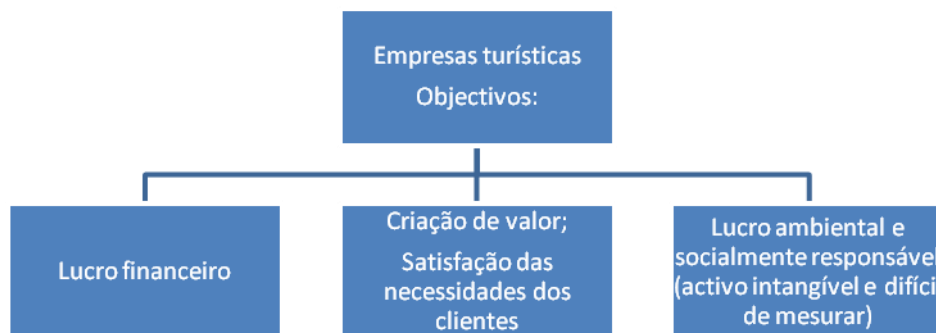 Empresas turísticas
Objectivos:
Lucro financeiro
Criação de valor;
Satisfação das
necessidades dos
clientes
Lucro ambiental e
socialmente responsável
(activo intangível e difíci
de mesurar)